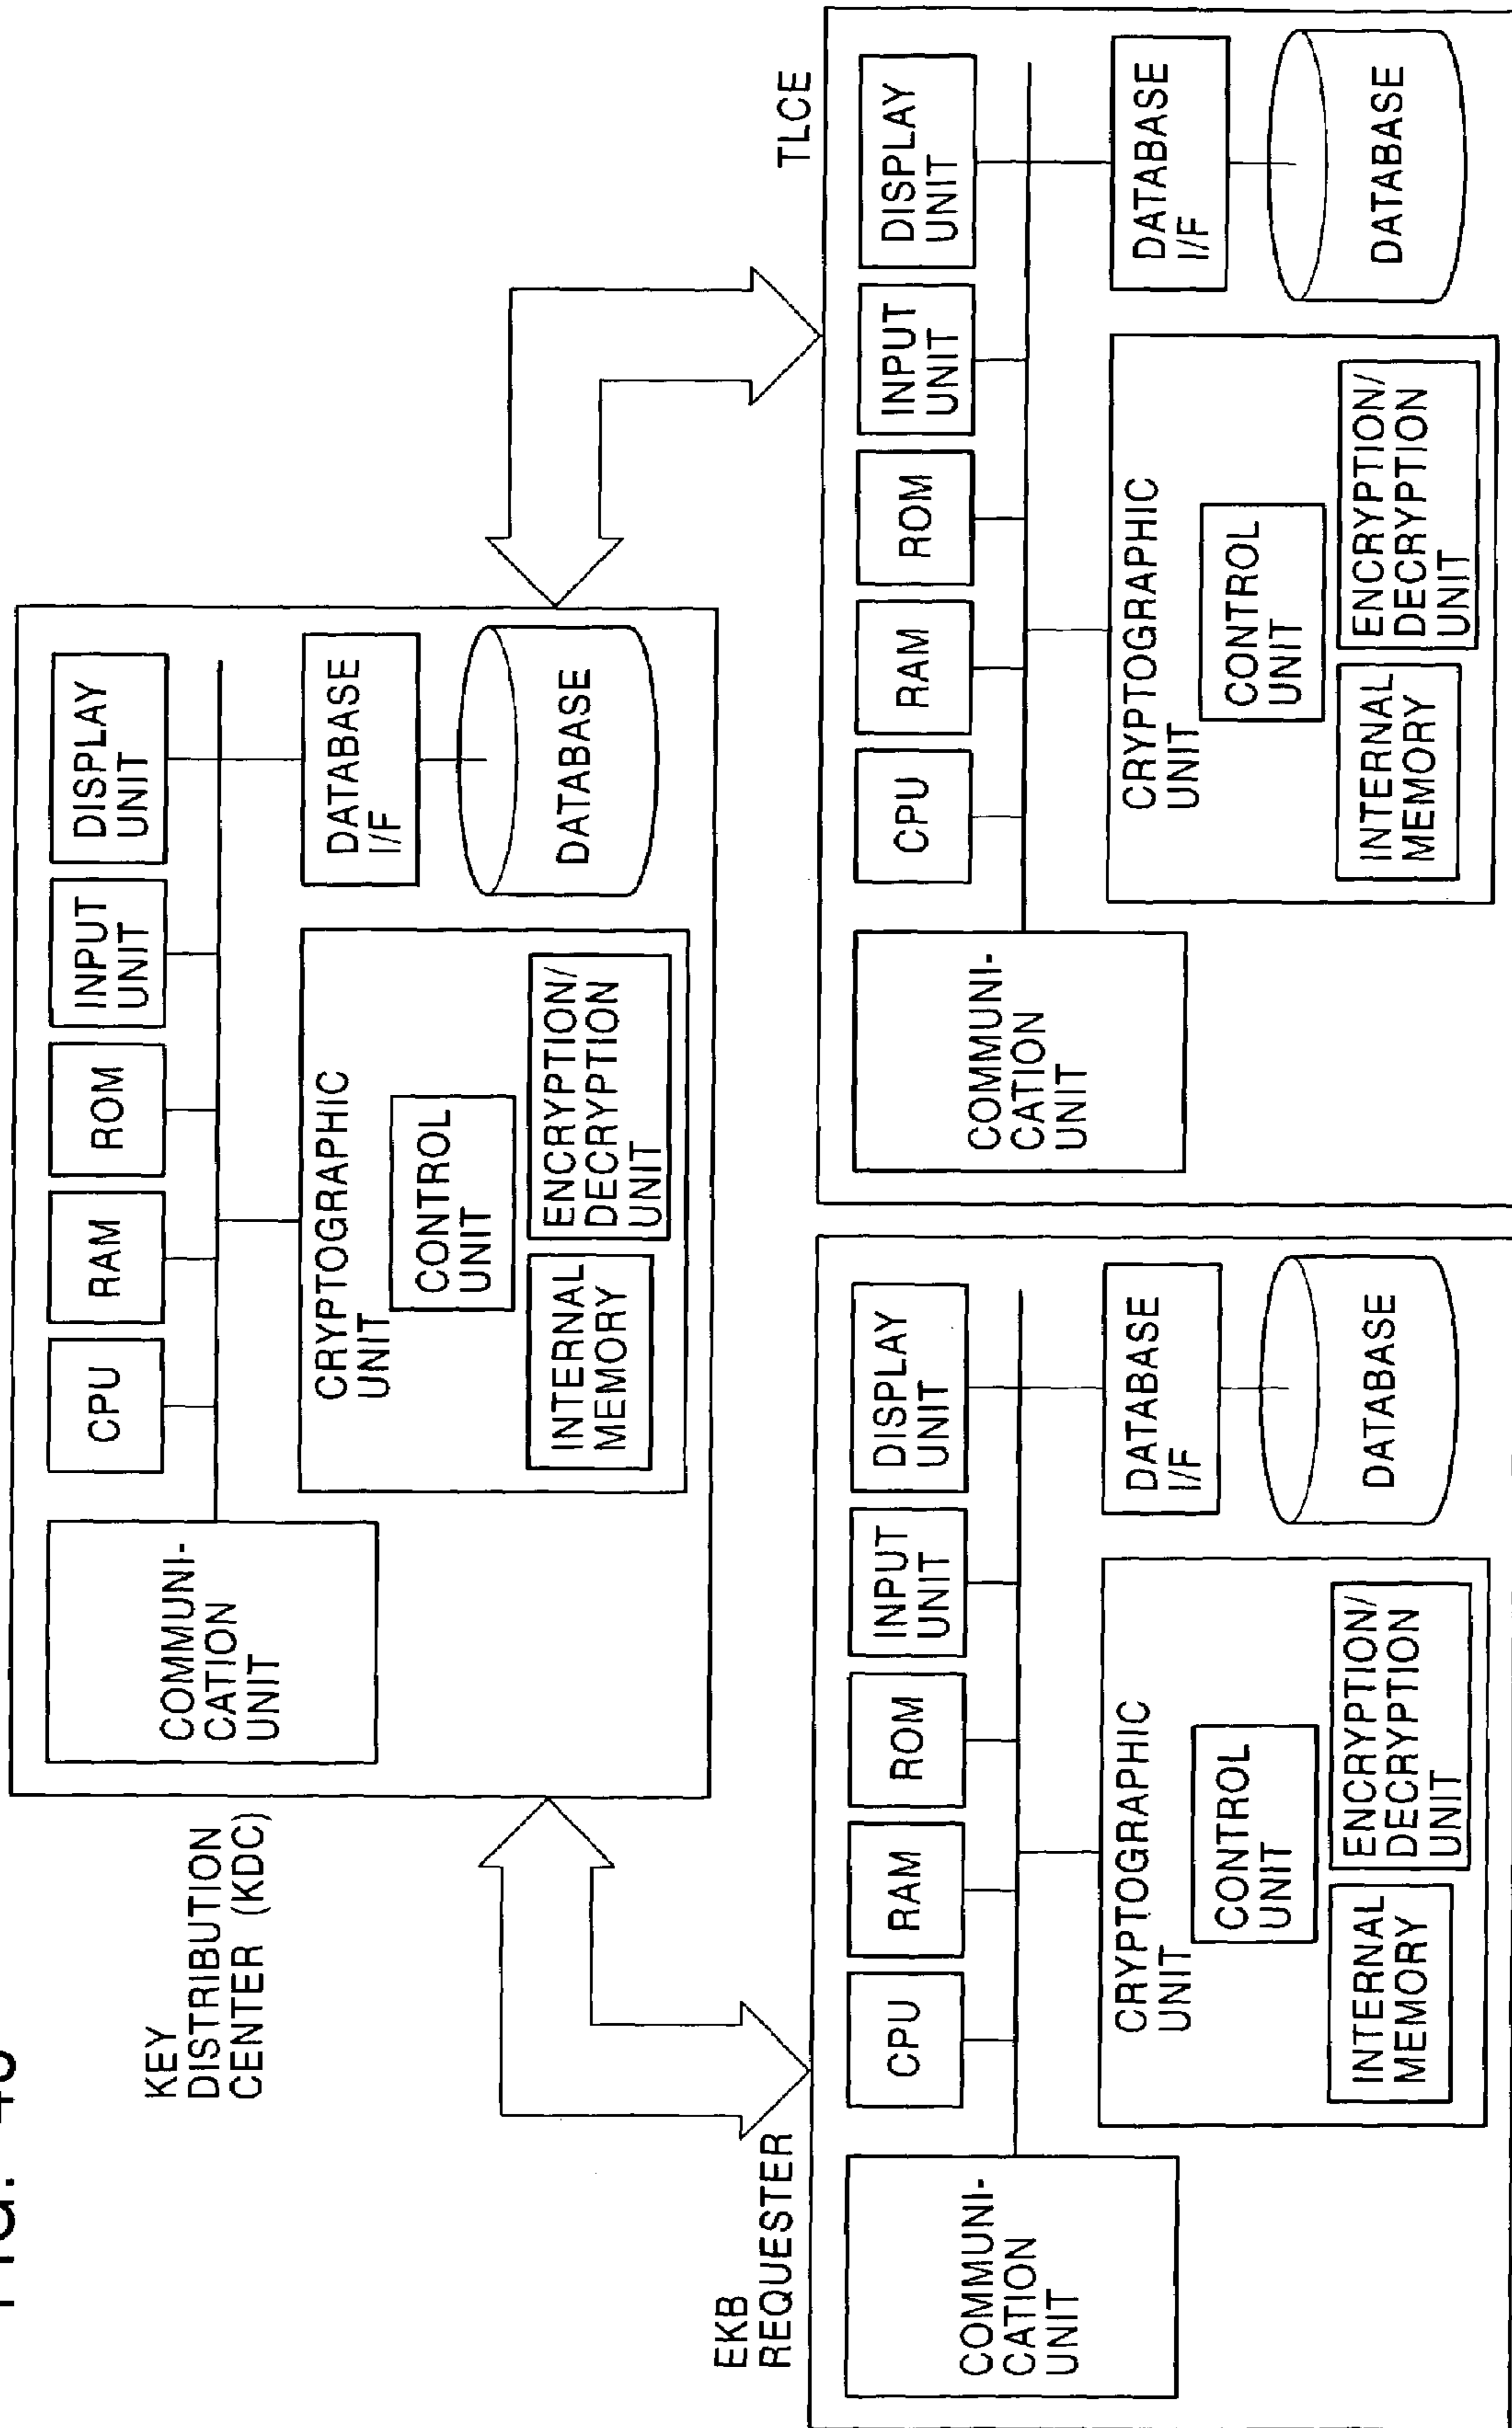 KEY
DISTRIBUTION
CENTER (KDC)
COMMUNI-
CATION
UNIT
CPU
RAM
ROM
INPUT
UNIT
DISPLAY
UNIT
CRYPTOGRAPHIC
UNIT
CONTROL
UNIT
INTERNAL
MEMORY
ENCRYPTION/
DECRYPTION
UNIT
DATABASE
I/F
DATABASE
EKB
REQUESTER
COMMUNI-
CATION
UNIT
CPU
RAM
ROM
INPUT
UNIT
DISPLAY
UNIT
CRYPTOGRAPHIC
UNIT
CONTROL
UNIT
INTERNAL
MEMORY
ENCRYPTION/
DECRYPTION
UNIT
DATABASE
I/F
DATABASE
TLCE
COMMUNI-
CATION
UNIT
CPU
RAM
ROM
INPUT
UNIT
DISPLAY
UNIT
CRYPTOGRAPHIC
UNIT
CONTROL
UNIT
INTERNAL
MEMORY
ENCRYPTION/
DECRYPTION
UNIT
DATABASE
I/F
DATABASE